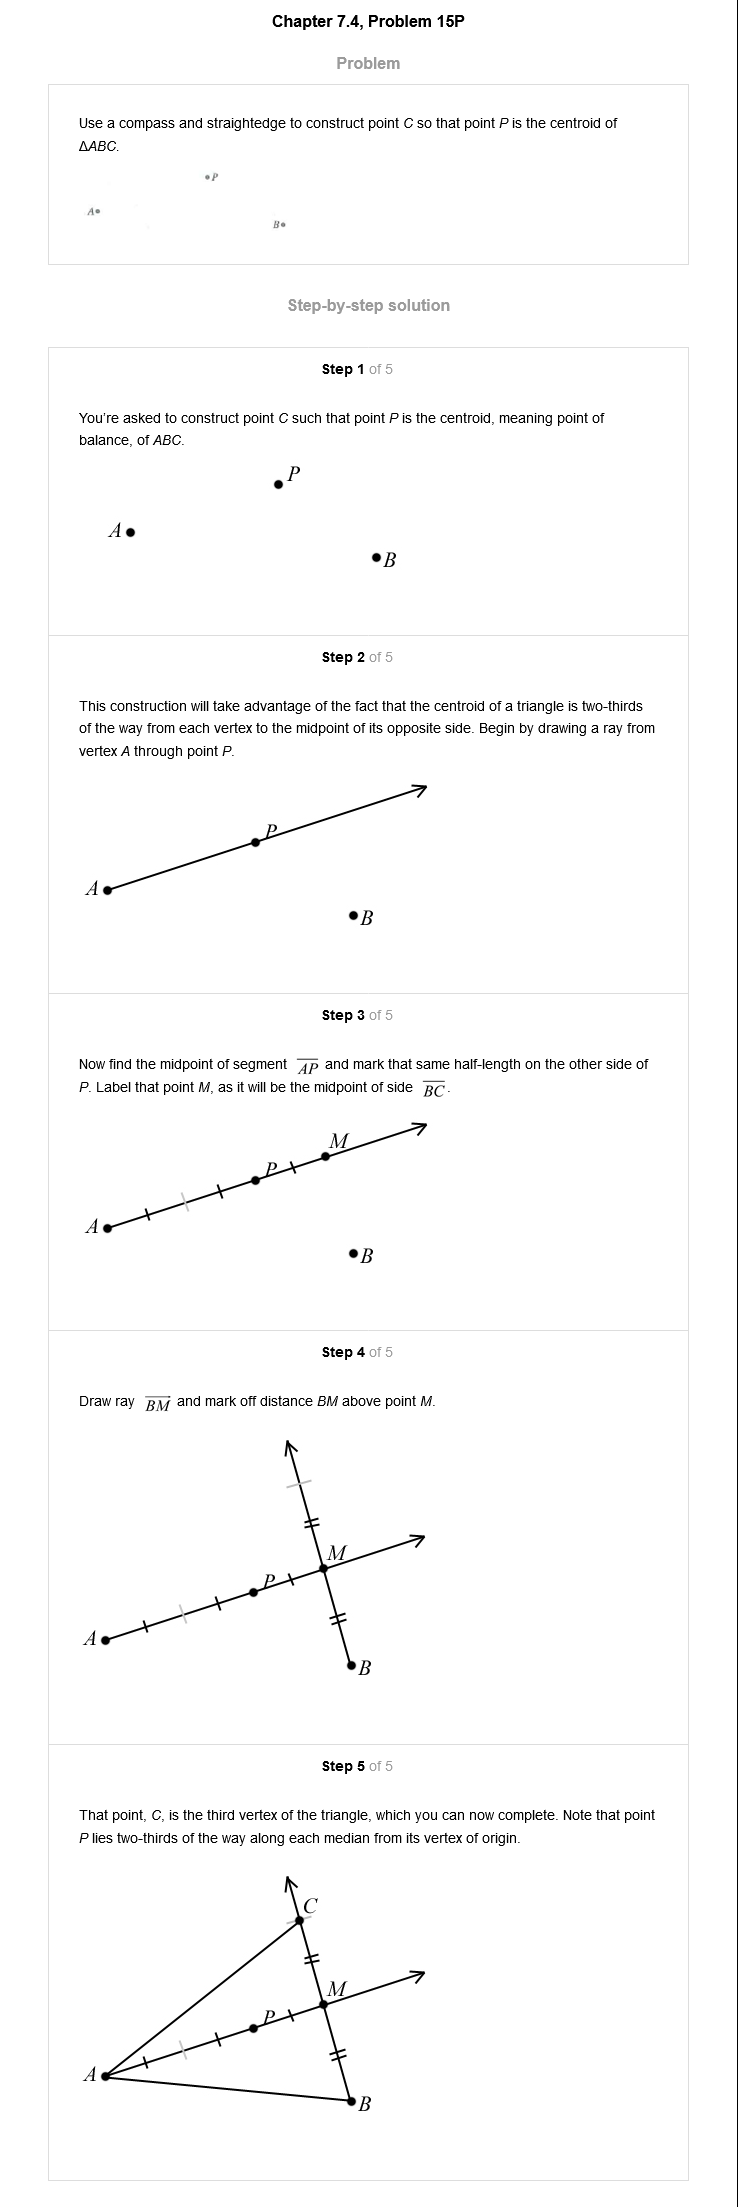 Chapter 7.4, Problem 15P
Problem
Use a compass and straightedge to construct point C so that point P is the centroid of
ΔABC.
P
A
B
Step-by-step solution
Step 1 of 5
You're asked to construct point C such that point P is the centroid, meaning point of
balance, of ABC.
P
A
B
Step 2 of 5
This construction will take advantage of the fact that the centroid of a triangle is two-thirds
of the way from each vertex to the midpoint of its opposite side. Begin by drawing a ray from
vertex A through point P.
P
A
B
Step 3 of 5
Now find the midpoint of segment AP and mark that same half-length on the other side of
P. Label that point M, as it will be the midpoint of side BC.
M
P
A
B
Step 4 of 5
Draw ray BM and mark off distance BM above point M.
M
P
A
B
Step 5 of 5
That point, C, is the third vertex of the triangle, which you can now complete. Note that point
P lies two-thirds of the way along each median from its vertex of origin.
C
M
P
A
B